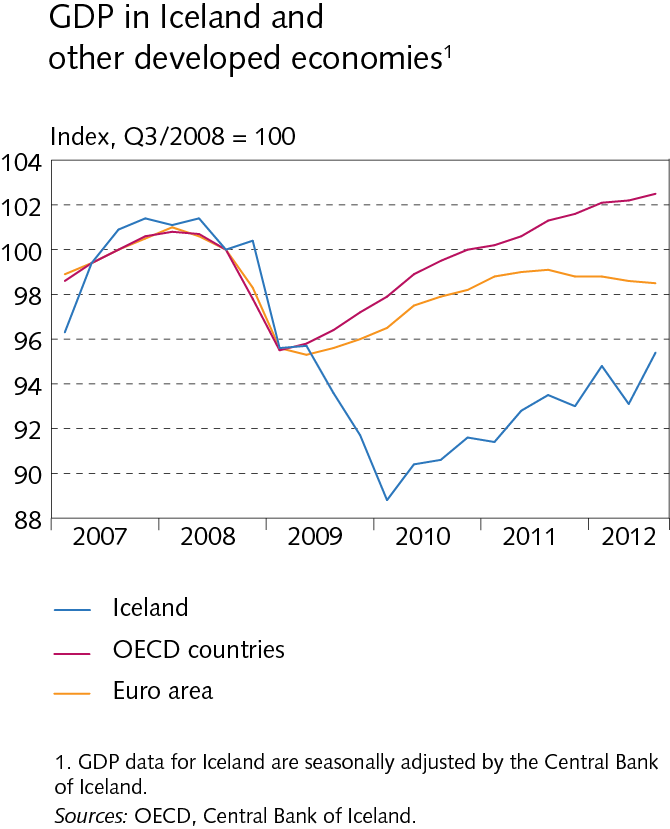 GDP in Iceland and
other developed economies¹
Index, Q3/2008 = 100
104
102
100
98
96
94
92
90
88
2007 2008 2009 2010 2011 2012
Iceland
OECD countries
Euro area
1. GDP data for Iceland are seasonally adjusted by the Central Bank
of Iceland.
Sources: OECD, Central Bank of Iceland.